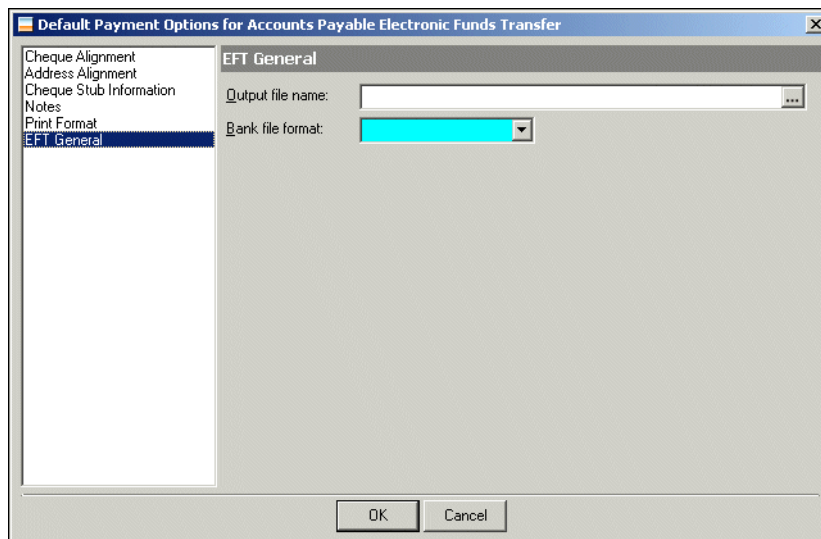 Default Payment Options for Accounts Payable Electronic Funds Transfer
Cheque Alignment
Address Alignment
Cheque Stub Information
Notes
Print Format
EFT General
EFT General
Output file name:
...
Bank file format:
OK
Cancel